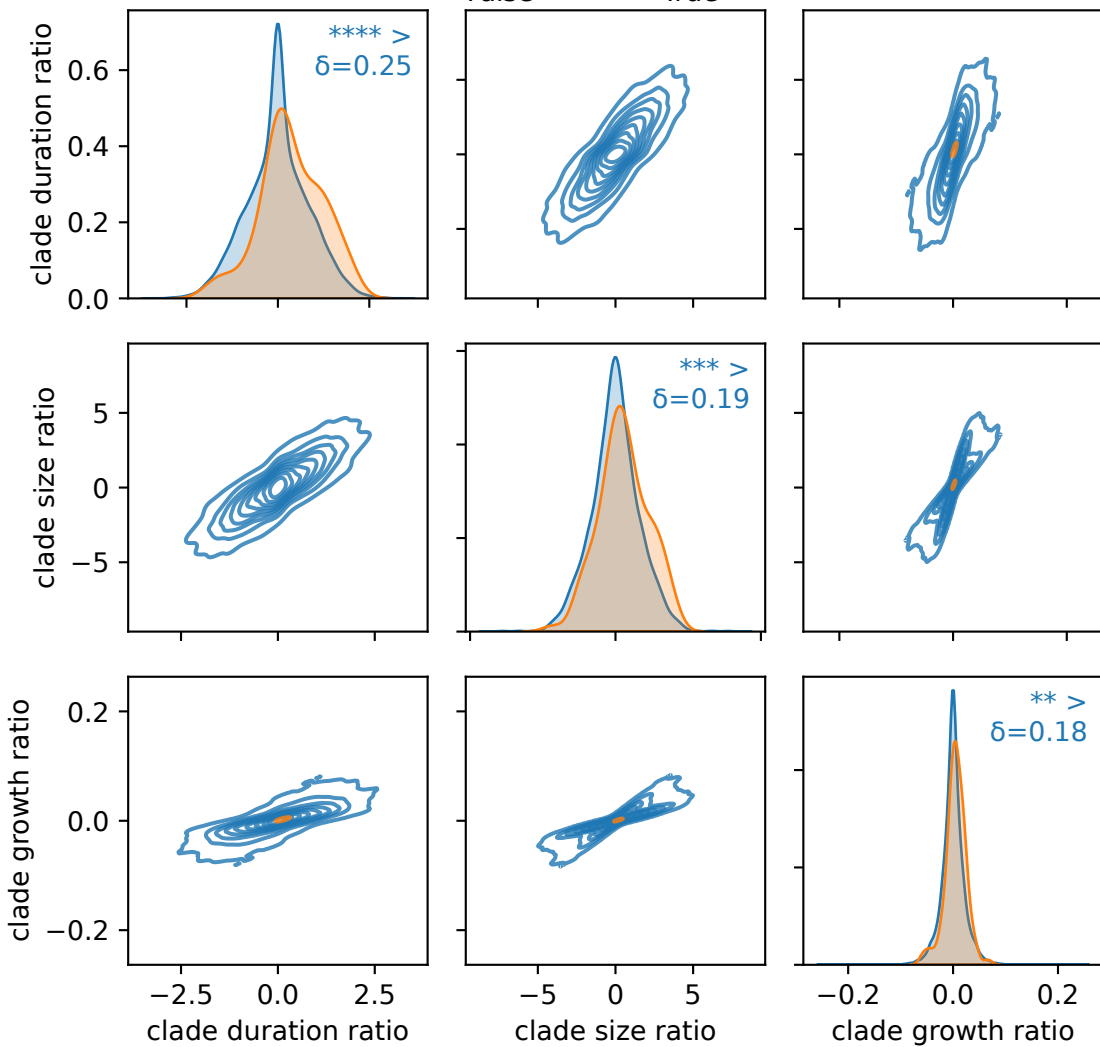 **** >
δ=0.25
clade duration ratio
0.6
0.4
0.2
0.0
*** >
δ=0.19
clade size ratio
5
0
−5
** >
δ=0.18
clade growth ratio
0.2
0.0
−0.2
−2.5 0.0 2.5
−5 0 5
−0.2 0.0 0.2
clade duration ratio
clade size ratio
clade growth ratio